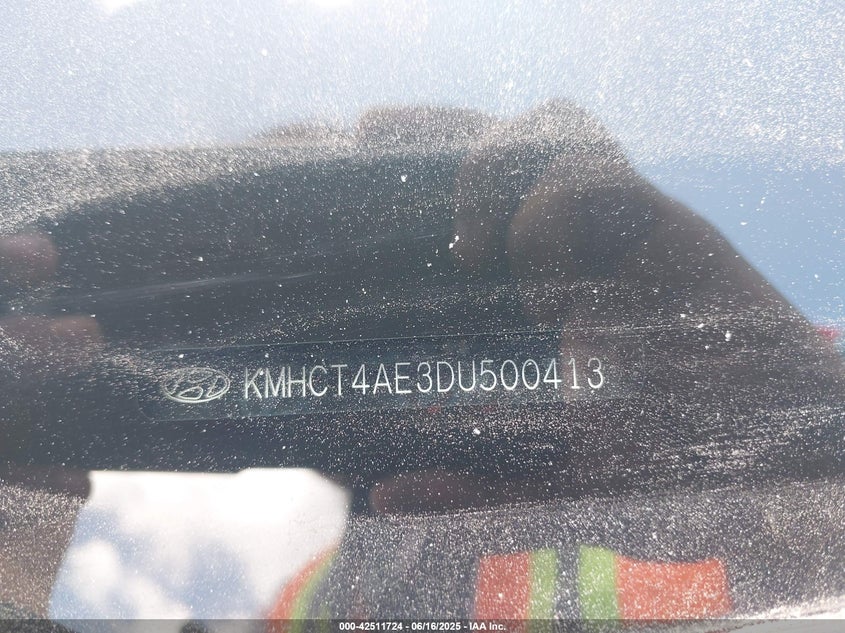 KMHCT4AE3DU500413
000-42511724 - 06/16/2025 - IAA Inc.